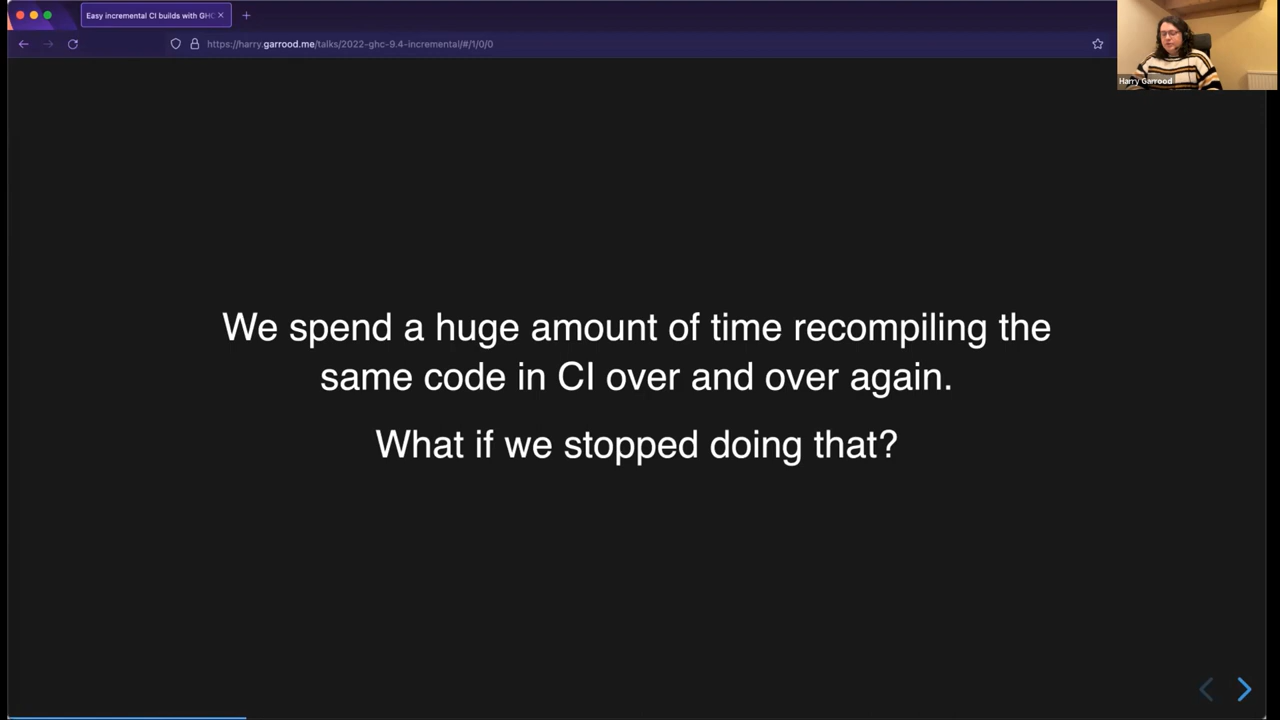 Easy incremental CI builds with GHC
https://harry.garrood.me/talks/2022-ghc-9.4-incremental/#/1/0/0
Harry Garrood
We spend a huge amount of time recompiling the
same code in CI over and over again.
What if we stopped doing that?